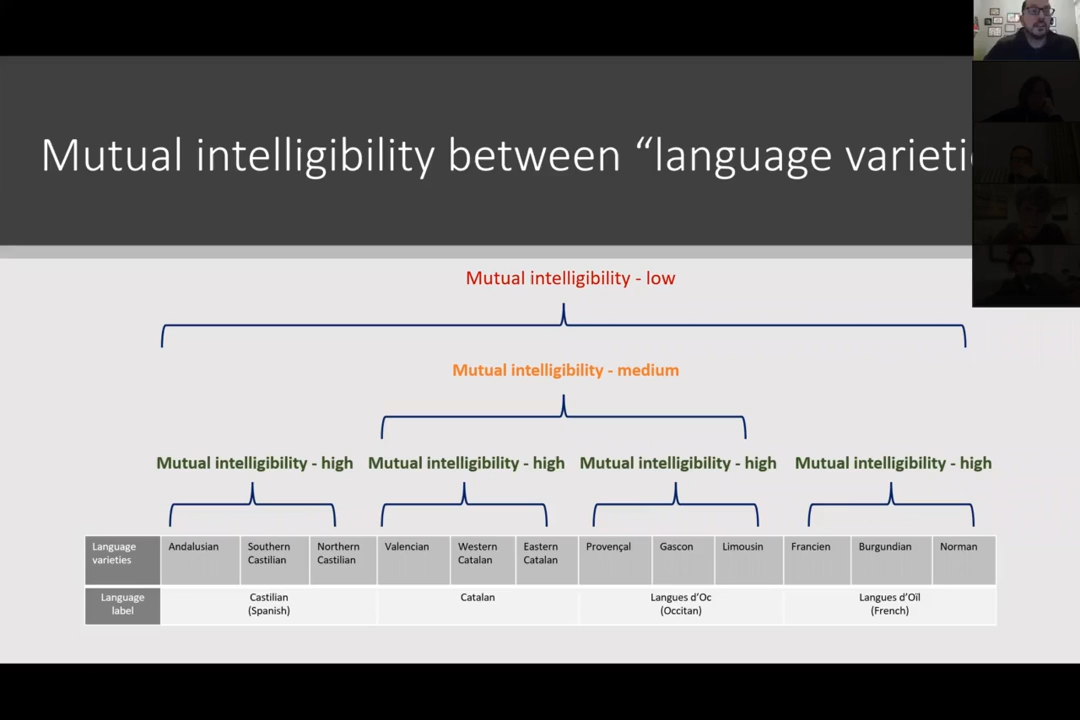 Mutual intelligibility between “language varieti
Mutual intelligibility - low
Mutual intelligibility - medium
Mutual intelligibility - high Mutual intelligibility - high Mutual intelligibility - high Mutual intelligibility - high
Language varieties Andalusian Southern Castilian Northern Castilian Valencian Western Catalan Eastern Catalan Provençal Gascon Limousin Francien Burgundian Norman
Language label Castilian (Spanish) Catalan Langues d’Oc (Occitan) Langues d’Oïl (French)